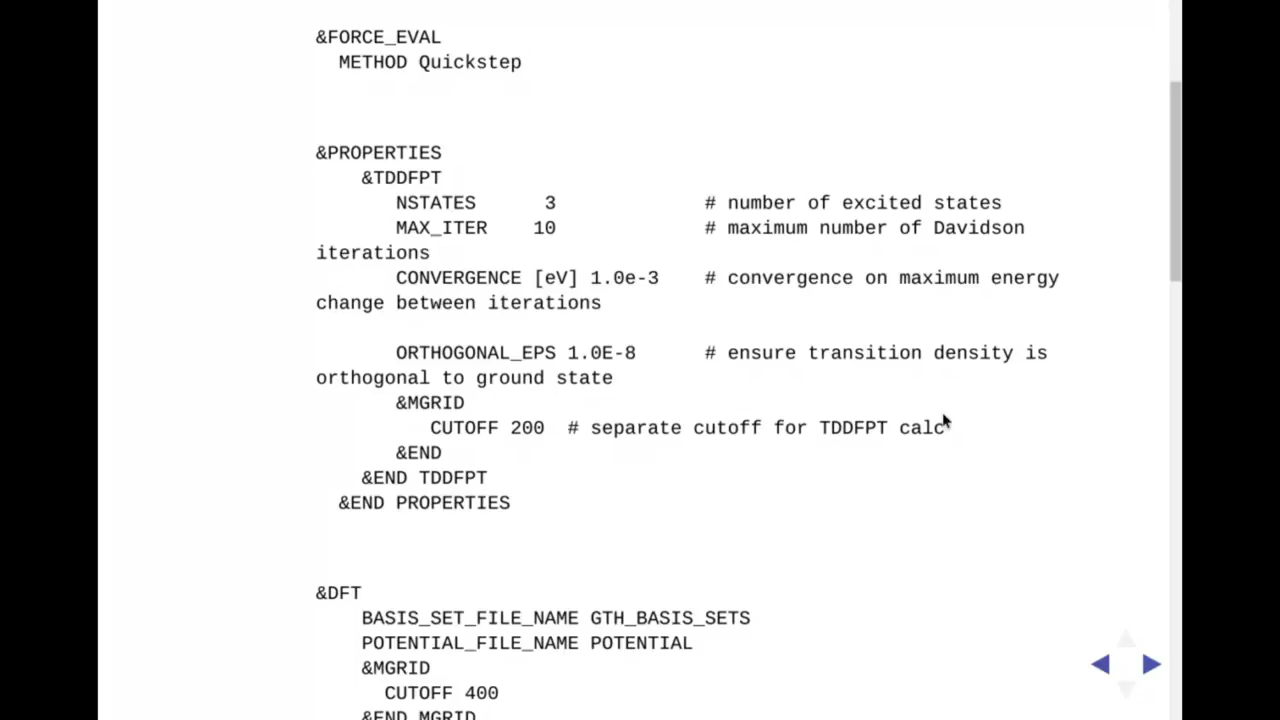 &FORCE_EVAL
METHOD Quickstep
&PROPERTIES
&TDDFPT
NSTATES 3 # number of excited states
MAX_ITER 10 # maximum number of Davidson
iterations
CONVERGENCE [eV] 1.0e-3 # convergence on maximum energy
change between iterations
ORTHOGONAL_EPS 1.0E-8 # ensure transition density is
orthogonal to ground state
&MGRID
CUTOFF 200 # separate cutoff for TDDFPT calc
&END
&END TDDFPT
&END PROPERTIES
&DFT
BASIS_SET_FILE_NAME GTH_BASIS_SETS
POTENTIAL_FILE_NAME POTENTIAL
&MGRID
CUTOFF 400
&END MGRID